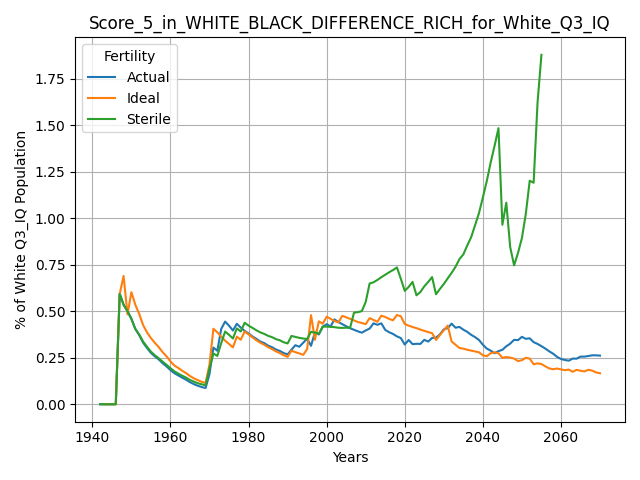 Score_5_in_WHITE_BLACK_DIFFERENCE_RICH_for_White_Q3_IQ
Fertility
Actual
Ideal
Sterile
% of White Q3_IQ Population
1.75
1.50
1.25
1.00
0.75
0.50
0.25
0.00
1940 1960 1980 2000 2020 2040 2060
Years